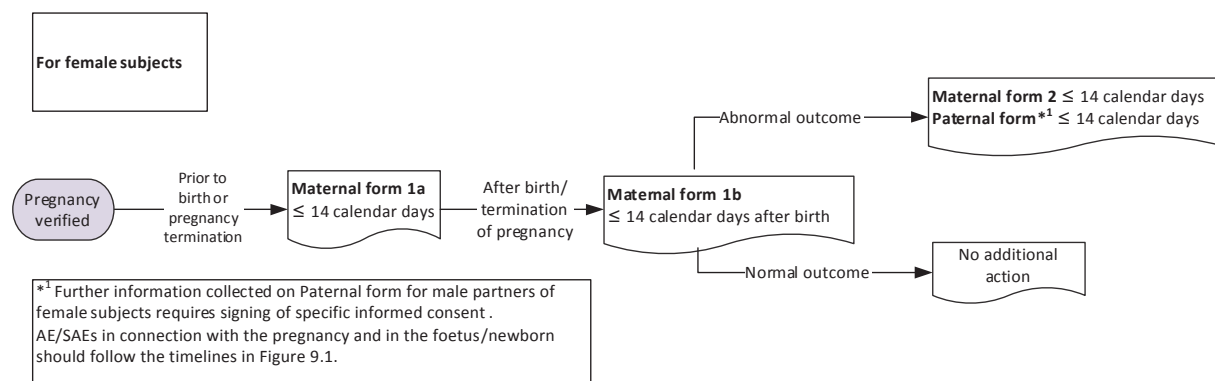 For female subjects
Maternal form 2 ≤ 14 calendar days
Paternal form*1 ≤ 14 calendar days
Abnormal outcome
Pregnancy
verified
Prior to
birth or
pregnancy
termination
Maternal form 1a
≤ 14 calendar days
After birth/
termination
of pregnancy
Maternal form 1b
≤ 14 calendar days after birth
Normal outcome
No additional
action
*1 Further information collected on Paternal form for male partners of
female subjects requires signing of specific informed consent .
AE/SAEs in connection with the pregnancy and in the foetus/newborn
should follow the timelines in Figure 9.1.